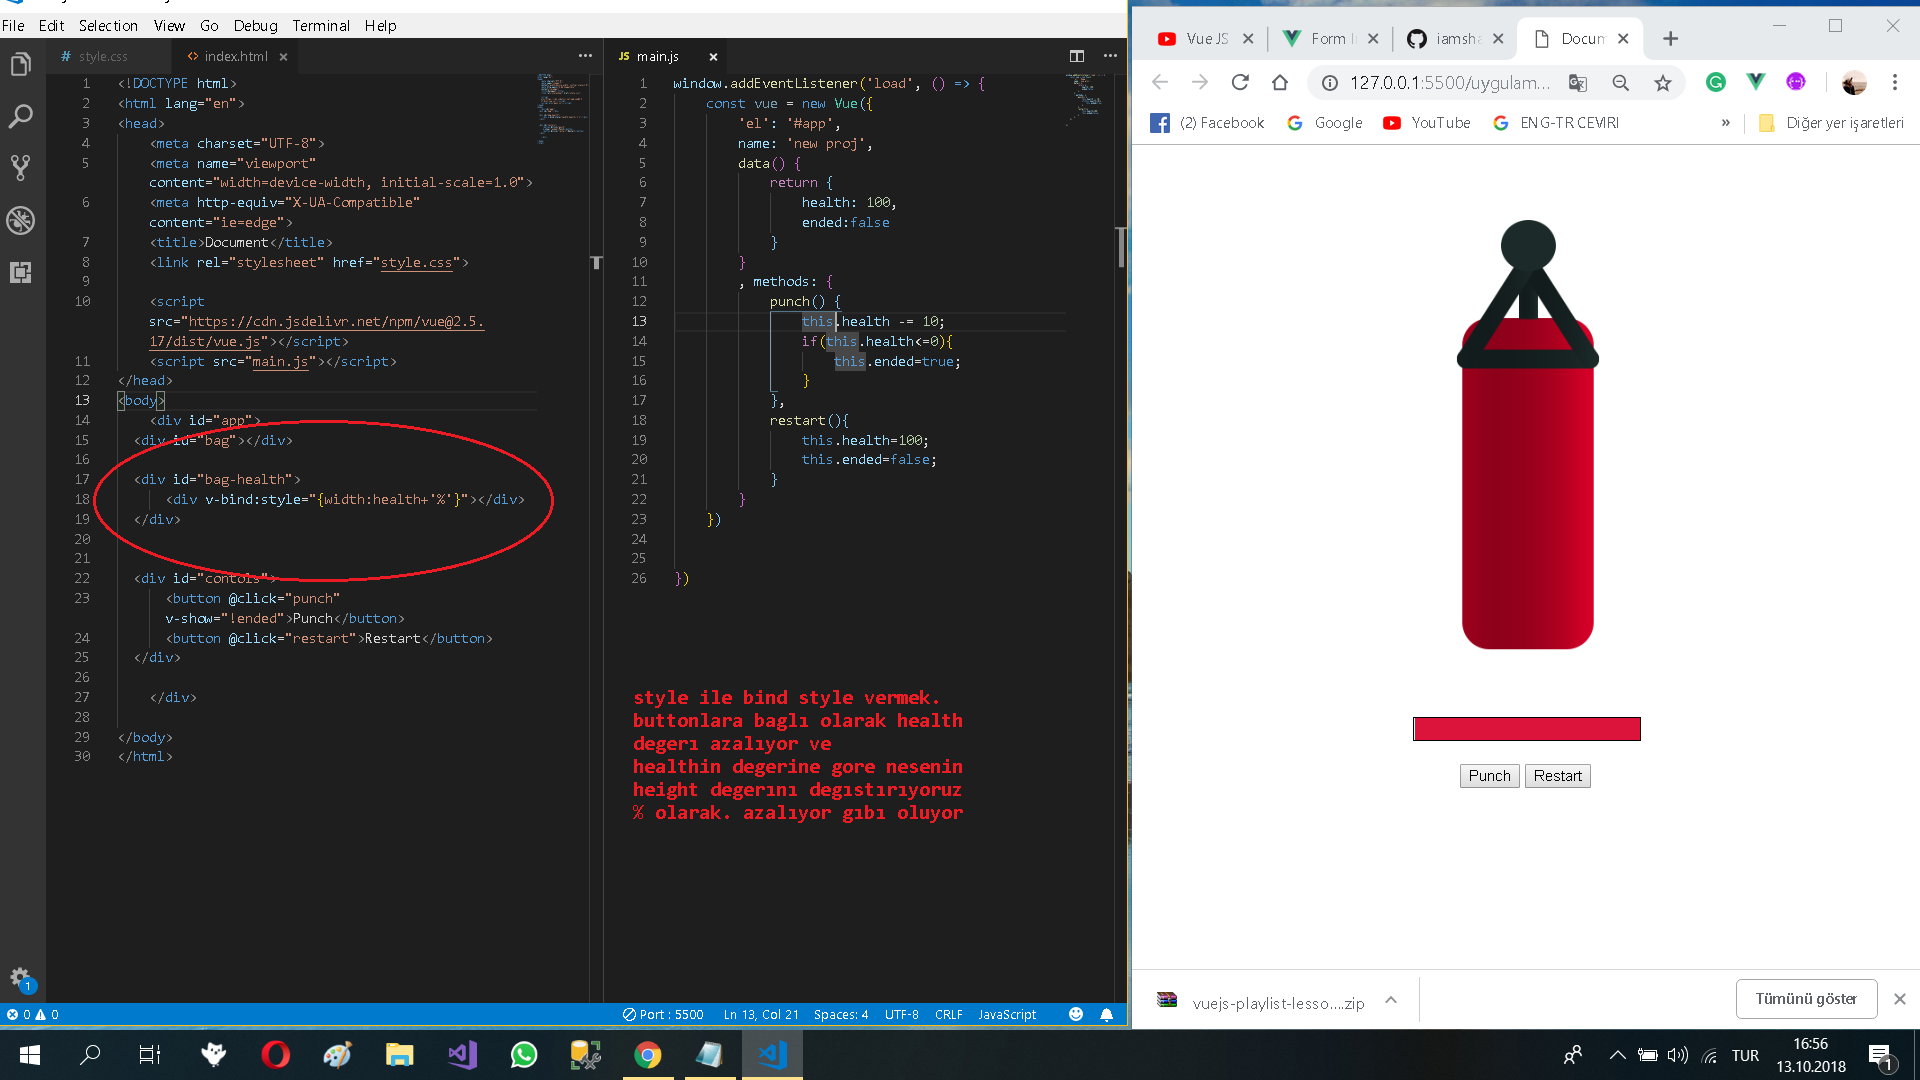 File Edit Selection View Go Debug Terminal Help
# style.css
<> index.html ×
...
1 <!DOCTYPE html>
2 <html lang="en">
3 <head>
4 <meta charset="UTF-8">
5 <meta name="viewport"
content="width=device-width, initial-scale=1.0">
6 <meta http-equiv="X-UA-Compatible"
content="ie=edge">
7 <title>Document</title>
8 <link rel="stylesheet" href="style.css">
9
10 <script
src="https://cdn.jsdelivr.net/npm/vue@2.5.
17/dist/vue.js"></script>
11 <script src="main.js"></script>
12 </head>
13 <body>
14 <div id="app">
15 <div id="bag"></div>
16
17 <div id="bag-health">
18 <div v-bind:style="{width:health+'%'}"></div>
19 </div>
20
21
22 <div id="contols">
23 <button @click="punch"
v-show="!ended">Punch</button>
24 <button @click="restart">Restart</button>
25 </div>
26
27 </div>
28
29 </body>
30 </html>
JS main.js ×
...
1 window.addEventListener('load', () => {
2 const vue = new Vue({
3 'el': '#app',
4 name: 'new proj',
5 data() {
6 return {
7 health: 100,
8 ended:false
9 }
10 }
11 , methods: {
12 punch() {
13 this.health -= 10;
14 if(this.health<=0){
15 this.ended=true;
16 }
17 },
18 restart(){
19 this.health=100;
20 this.ended=false;
21 }
22 }
23 })
24
25
26 })
style ile bind style vermek.
buttonlara baglı olarak health
degerı azalıyor ve
healthin degerine gore nesenin
height degerını degıstırıyoruz
% olarak. azalıyor gıbı oluyor
1
0 0
Port : 5500 Ln 13, Col 21 Spaces: 4 UTF-8 CRLF JavaScript
Vue JS
Form I
iamsha
Docum
127.0.0.1:5500/uygulam...
(2) Facebook Google YouTube ENG-TR CEVIRI » Diğer yer işaretleri
Punch Restart
vuejs-playlist-lesso....zip
Tümünü göster
TUR
16:56
13.10.2018
1